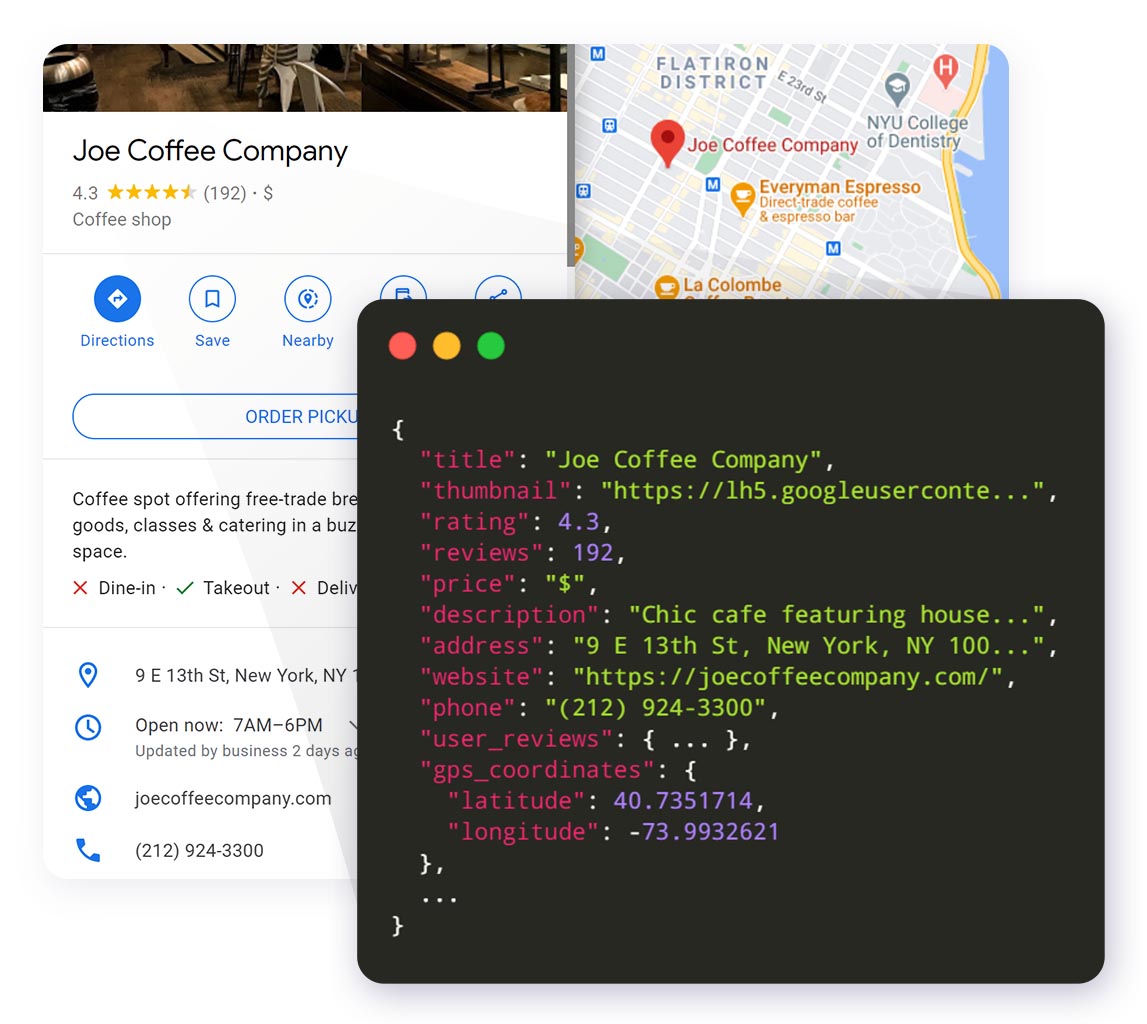 Joe Coffee Company
4.3 (192) · $
Coffee shop
Directions
Save
Nearby
ORDER PICKU
Coffee spot offering free-trade bre
goods, classes & catering in a buz
space.
Dine-in · Takeout · Deliv
9 E 13th St, New York, NY 1
Open now: 7AM–6PM
Updated by business 2 days ag
joecoffeecompany.com
(212) 924-3300
M
FLATIRON
DISTRICT
E 23rd St
H
NYU College
of Dentistry
Joe Coffee Company
M
Everyman Espresso
Direct-trade coffee
& espresso bar
M
La Colombe
{
"title": "Joe Coffee Company",
"thumbnail": "https://lh5.googleuserconte...",
"rating": 4.3,
"reviews": 192,
"price": "$",
"description": "Chic cafe featuring house...",
"address": "9 E 13th St, New York, NY 100...",
"website": "https://joecoffeecompany.com/",
"phone": "(212) 924-3300",
"user_reviews": { ... },
"gps_coordinates": {
"latitude": 40.7351714,
"longitude": -73.9932621
},
...
}